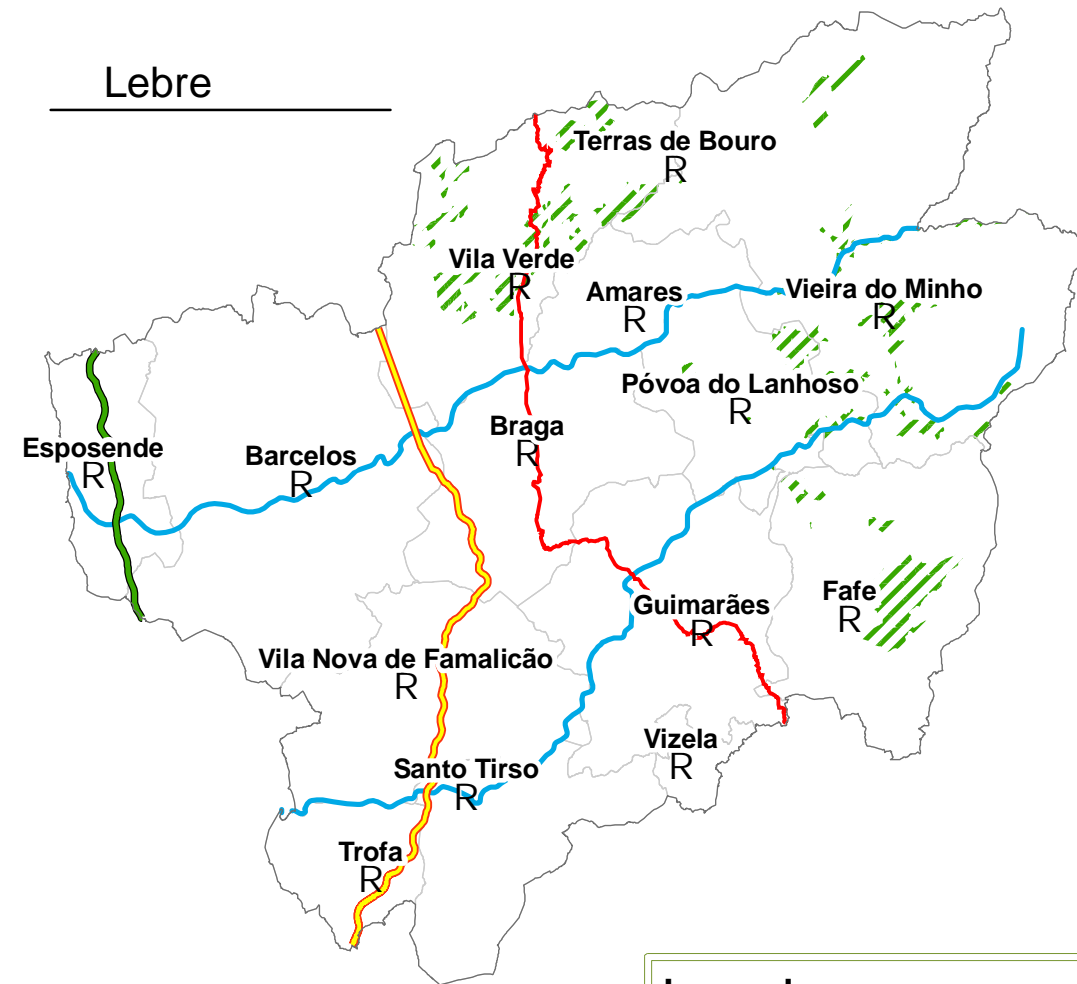 Lebre
Terras de Bouro
R
Vila Verde
R
Amares
R
Vieira do Minho
R
Póvoa do Lanhoso
R
Esposende
R
Barcelos
R
Braga
R
Guimarães
R
Fafe
R
Vila Nova de Famalicão
R
Vizela
R
Santo Tirso
R
Trofa
R